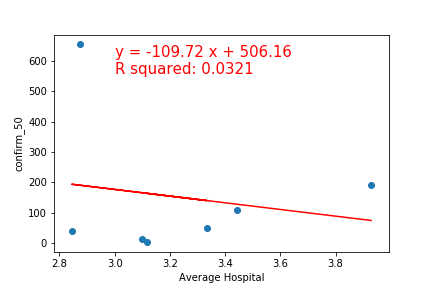 y = -109.72 x + 506.16
R squared: 0.0321
600
500
400
300
200
100
0
confirm_50
2.8 3.0 3.2 3.4 3.6 3.8
Average Hospital